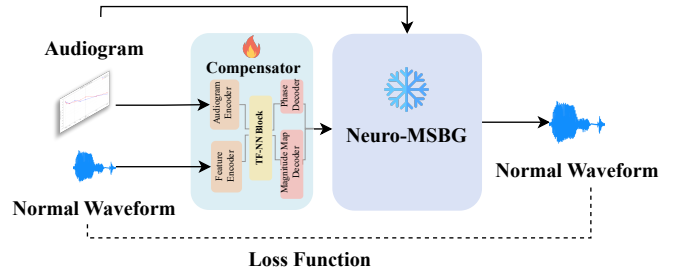 Audiogram
Compensator
Audiogram
Encoder
Feature
Encoder
TF-NN Block
Phase
Decoder
Magnitude Map
Decoder
Neuro-MSBG
Normal Waveform
Normal Waveform
Loss Function